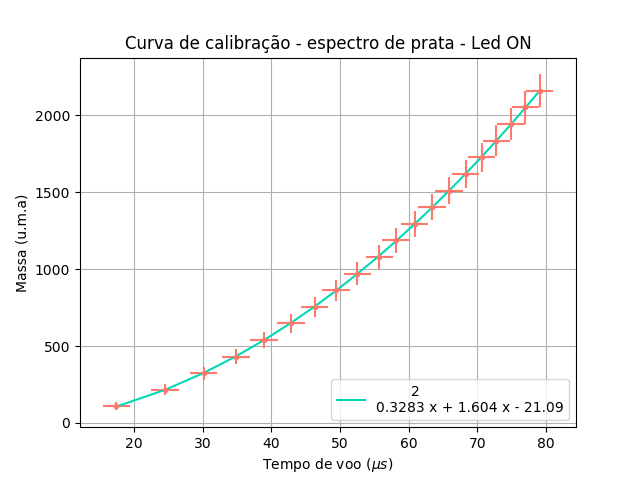 Curva de calibração - espectro de prata - Led ON
Massa (u.m.a)
2000
1500
1000
500
0
20 30 40 50 60 70 80
Tempo de voo (μs)
2
0.3283 x + 1.604 x - 21.09